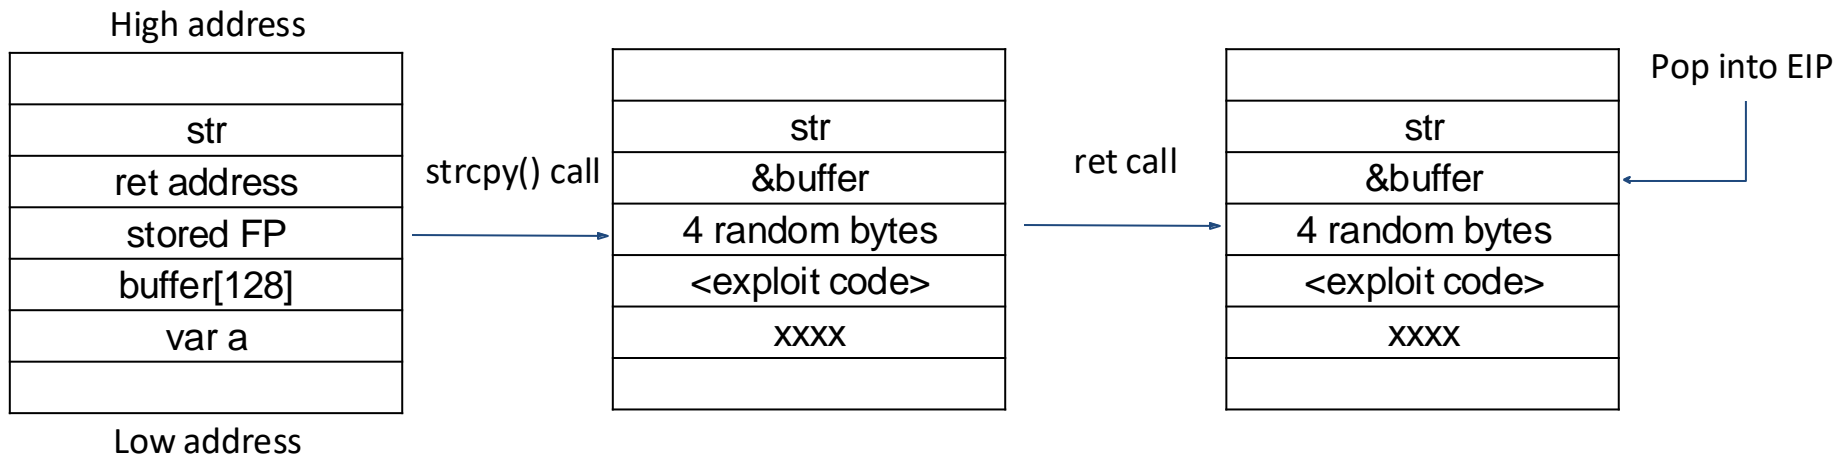 High address
str
ret address
stored FP
buffer[128]
var a
Low address
strcpy() call
str
&buffer
4 random bytes
<exploit code>
xxxx
ret call
str
&buffer
4 random bytes
<exploit code>
xxxx
Pop into EIP